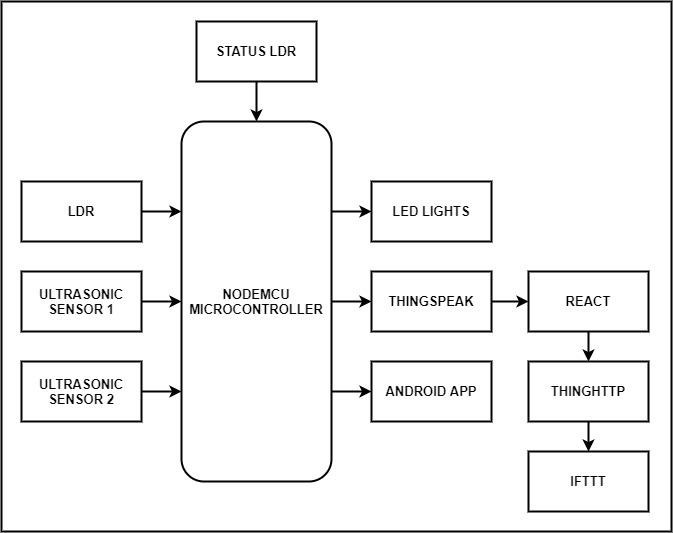 STATUS LDR
LDR
LED LIGHTS
ULTRASONIC
SENSOR 1
NODEMCU
MICROCONTROLLER
THINGSPEAK
REACT
ULTRASONIC
SENSOR 2
ANDROID APP
THINGHTTP
IFTTT